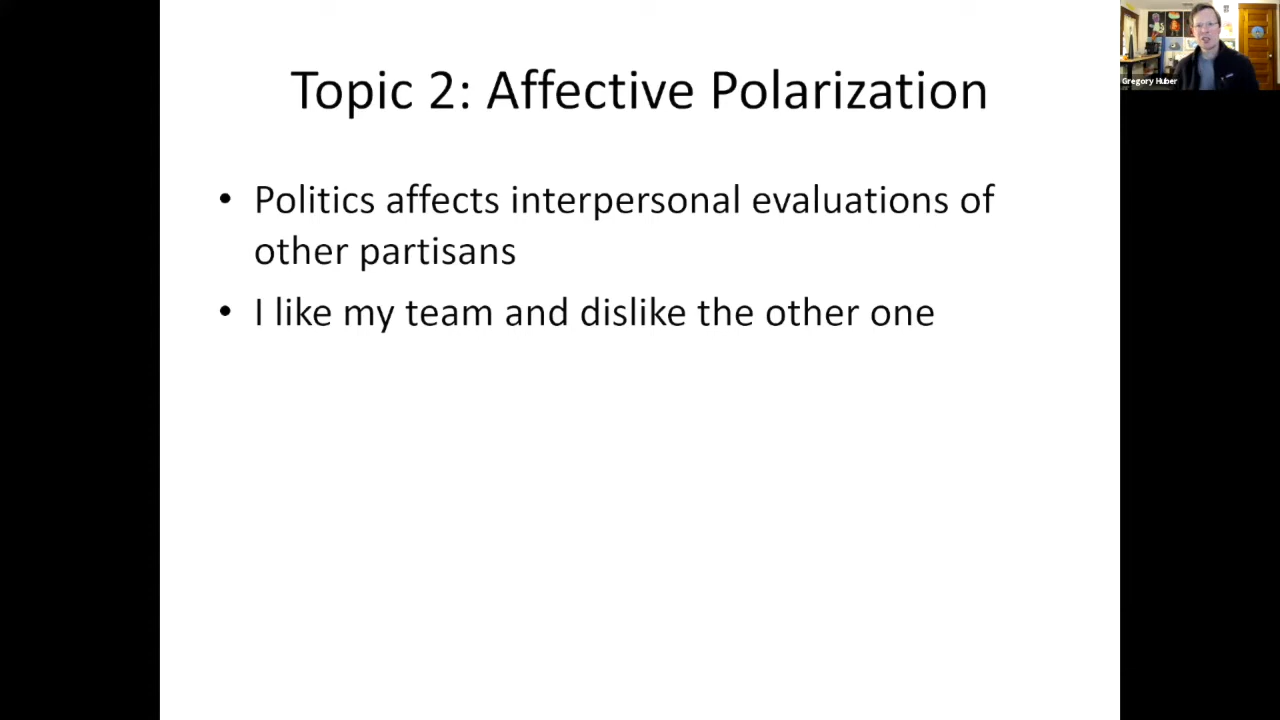 Topic 2: Affective Polarization
• Politics affects interpersonal evaluations of
other partisans
• I like my team and dislike the other one
Gregory Huber